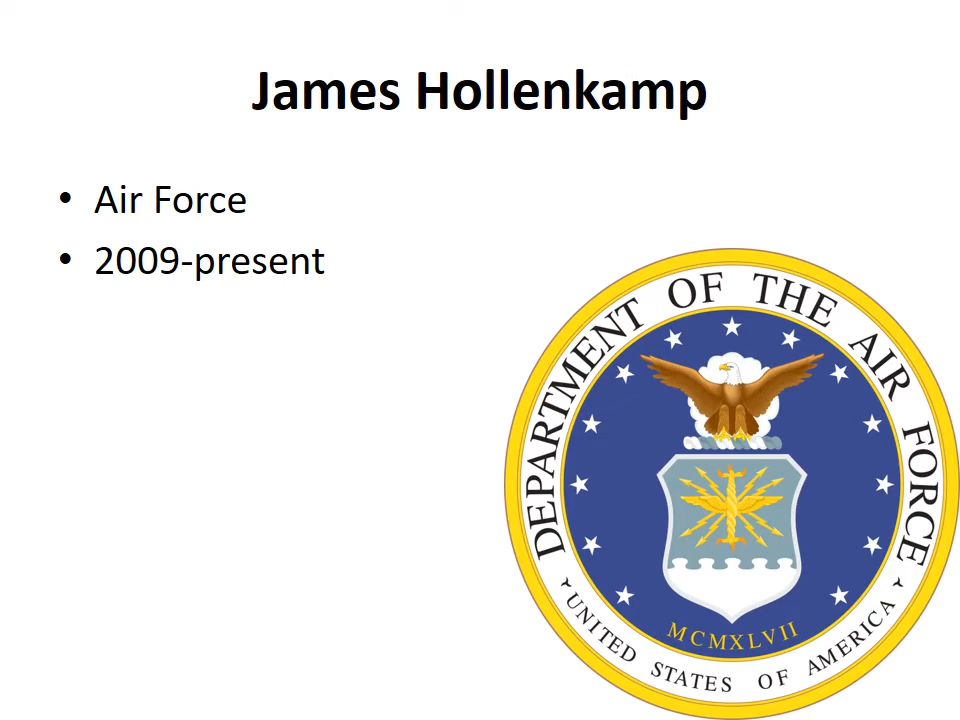 James Hollenkamp
• Air Force
• 2009-present
DEPARTMENT OF THE AIR FORCE
MCMXLVII
UNITED STATES OF AMERICA